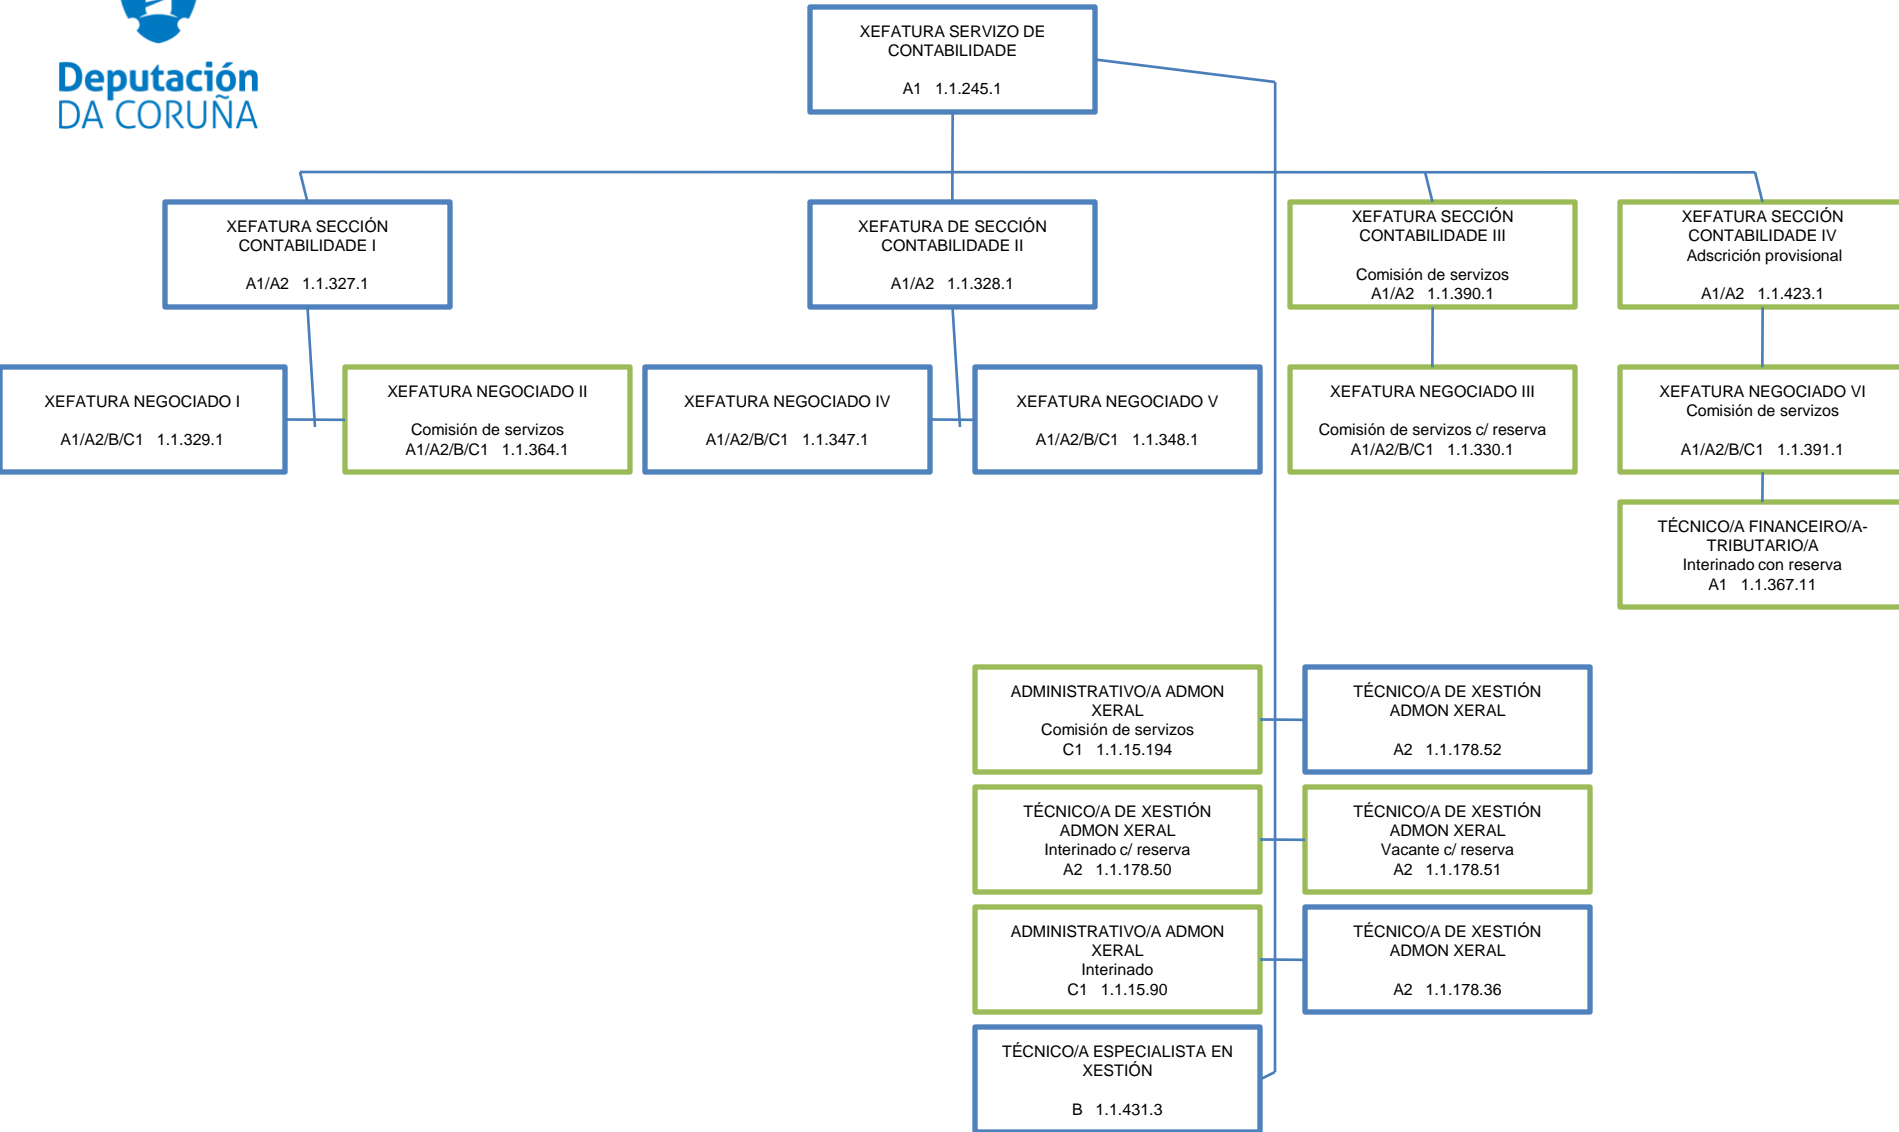 Deputación
DA CORUÑA
XEFATURA SERVIZO DE
CONTABILIDADE
A1 1.1.245.1
XEFATURA SECCIÓN
CONTABILIDADE I
A1/A2 1.1.327.1
XEFATURA DE SECCIÓN
CONTABILIDADE II
A1/A2 1.1.328.1
XEFATURA SECCIÓN
CONTABILIDADE III
Comisión de servizos
A1/A2 1.1.390.1
XEFATURA SECCIÓN
CONTABILIDADE IV
Adscrición provisional
A1/A2 1.1.423.1
XEFATURA NEGOCIADO I
A1/A2/B/C1 1.1.329.1
XEFATURA NEGOCIADO II
Comisión de servizos
A1/A2/B/C1 1.1.364.1
XEFATURA NEGOCIADO IV
A1/A2/B/C1 1.1.347.1
XEFATURA NEGOCIADO V
A1/A2/B/C1 1.1.348.1
XEFATURA NEGOCIADO III
Comisión de servizos c/ reserva
A1/A2/B/C1 1.1.330.1
XEFATURA NEGOCIADO VI
Comisión de servizos
A1/A2/B/C1 1.1.391.1
TÉCNICO/A FINANCEIRO/A-
TRIBUTARIO/A
Interinado con reserva
A1 1.1.367.11
ADMINISTRATIVO/A ADMON
XERAL
Comisión de servizos
C1 1.1.15.194
TÉCNICO/A DE XESTIÓN
ADMON XERAL
A2 1.1.178.52
TÉCNICO/A DE XESTIÓN
ADMON XERAL
Interinado c/ reserva
A2 1.1.178.50
TÉCNICO/A DE XESTIÓN
ADMON XERAL
Vacante c/ reserva
A2 1.1.178.51
ADMINISTRATIVO/A ADMON
XERAL
Interinado
C1 1.1.15.90
TÉCNICO/A DE XESTIÓN
ADMON XERAL
A2 1.1.178.36
TÉCNICO/A ESPECIALISTA EN
XESTIÓN
B 1.1.431.3